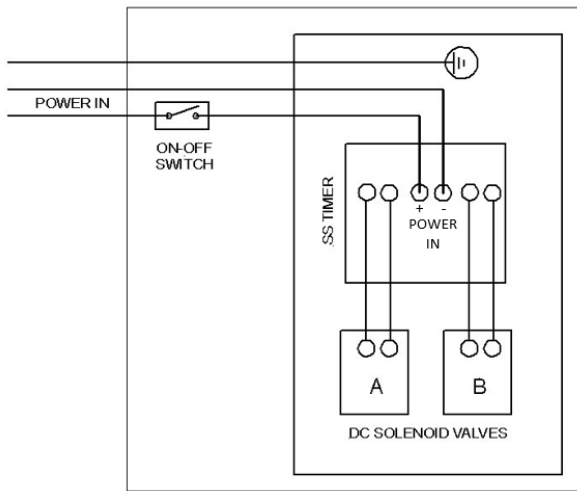 POWER IN
ON-OFF
SWITCH
.SS TIMER
+ -
POWER
IN
A
B
DC SOLENOID VALVES